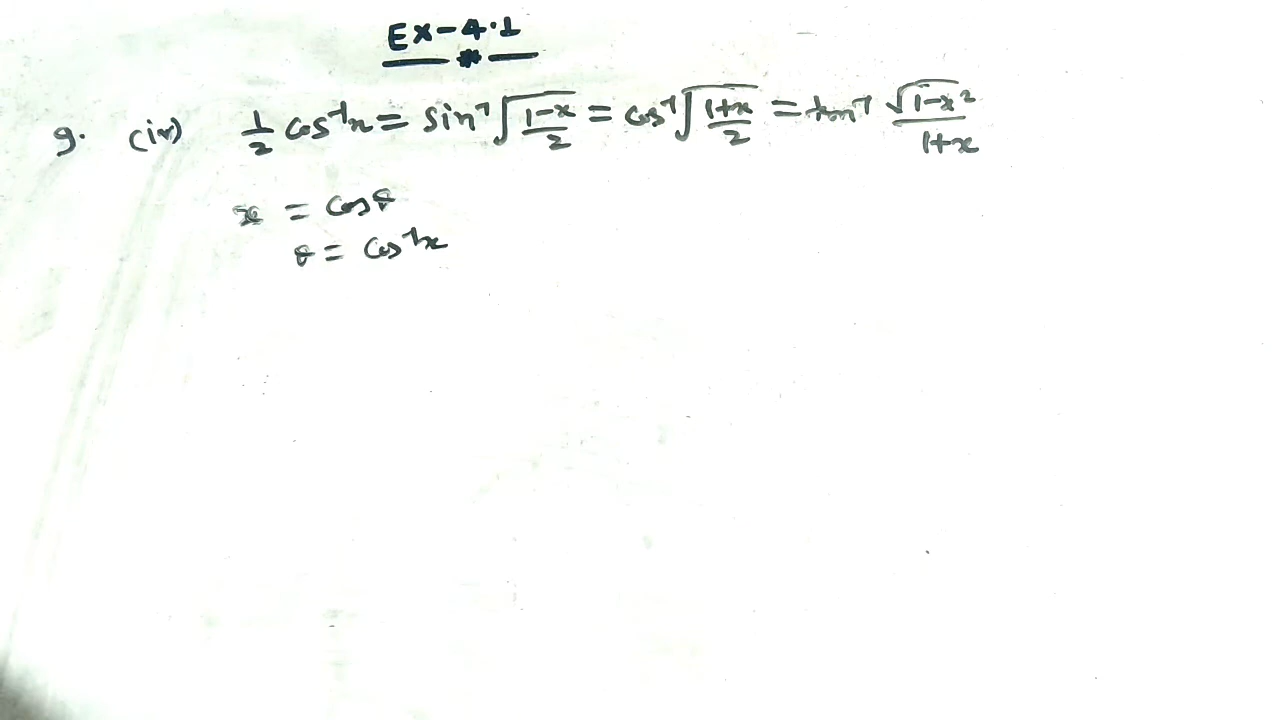 Ex-4.1
9. (iv) 1/2 cos⁻¹x = sin⁻¹ √(1-x/2) = cos⁻¹ √(1+x/2) = tan⁻¹ √(1-x²)/1+x
x = cosθ
θ = cos⁻¹x